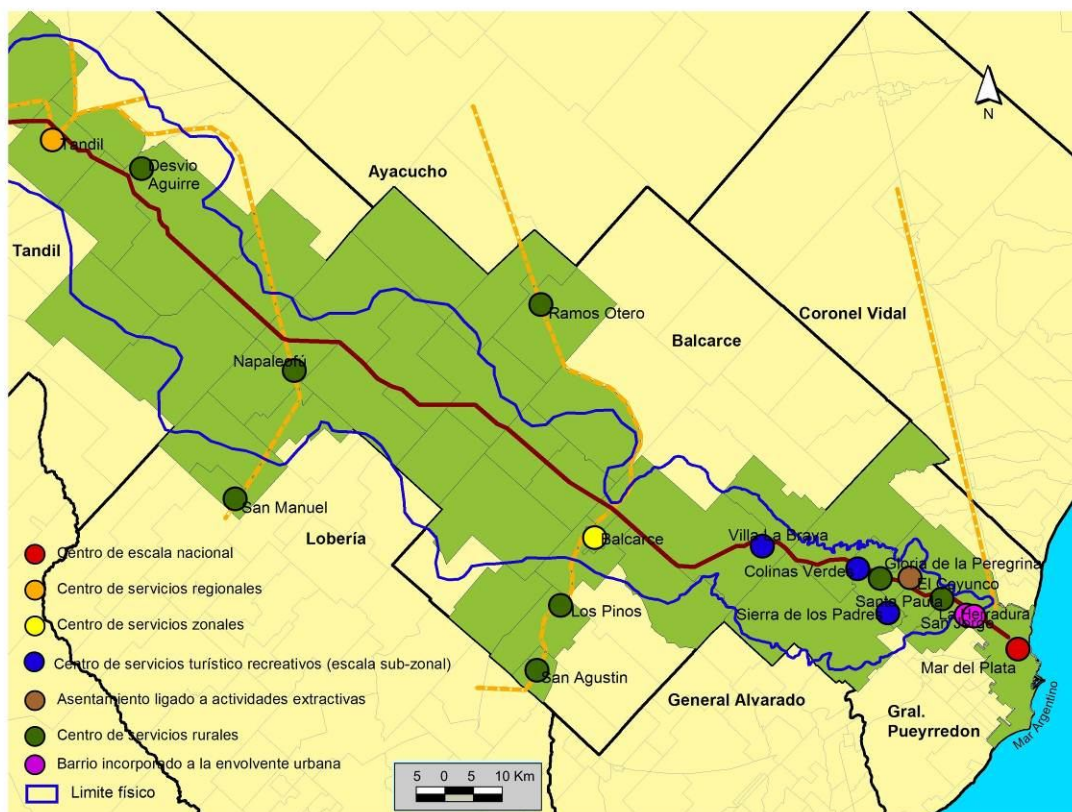 N
Tandil
Desvio
Aguirre
Ayacucho
Tandil
Ramos Otero
Coronel Vidal
Balcarce
Napaleofú
San Manuel
Lobería
Balcarce
Villa La Brava
Colinas Verdes
Gloria de la Peregrina
El Coyunco
Santa Paula
Sierra de los Padres
La Herradura
San Jorge
Los Pinos
Mar del Plata
San Agustin
General Alvarado
Gral.
Pueyrredon
Mar Argentino
Centro de escala nacional
Centro de servicios regionales
Centro de servicios zonales
Centro de servicios turístico recreativos (escala sub-zonal)
Asentamiento ligado a actividades extractivas
Centro de servicios rurales
Barrio incorporado a la envolvente urbana
Limite físico
5 0 5 10 Km